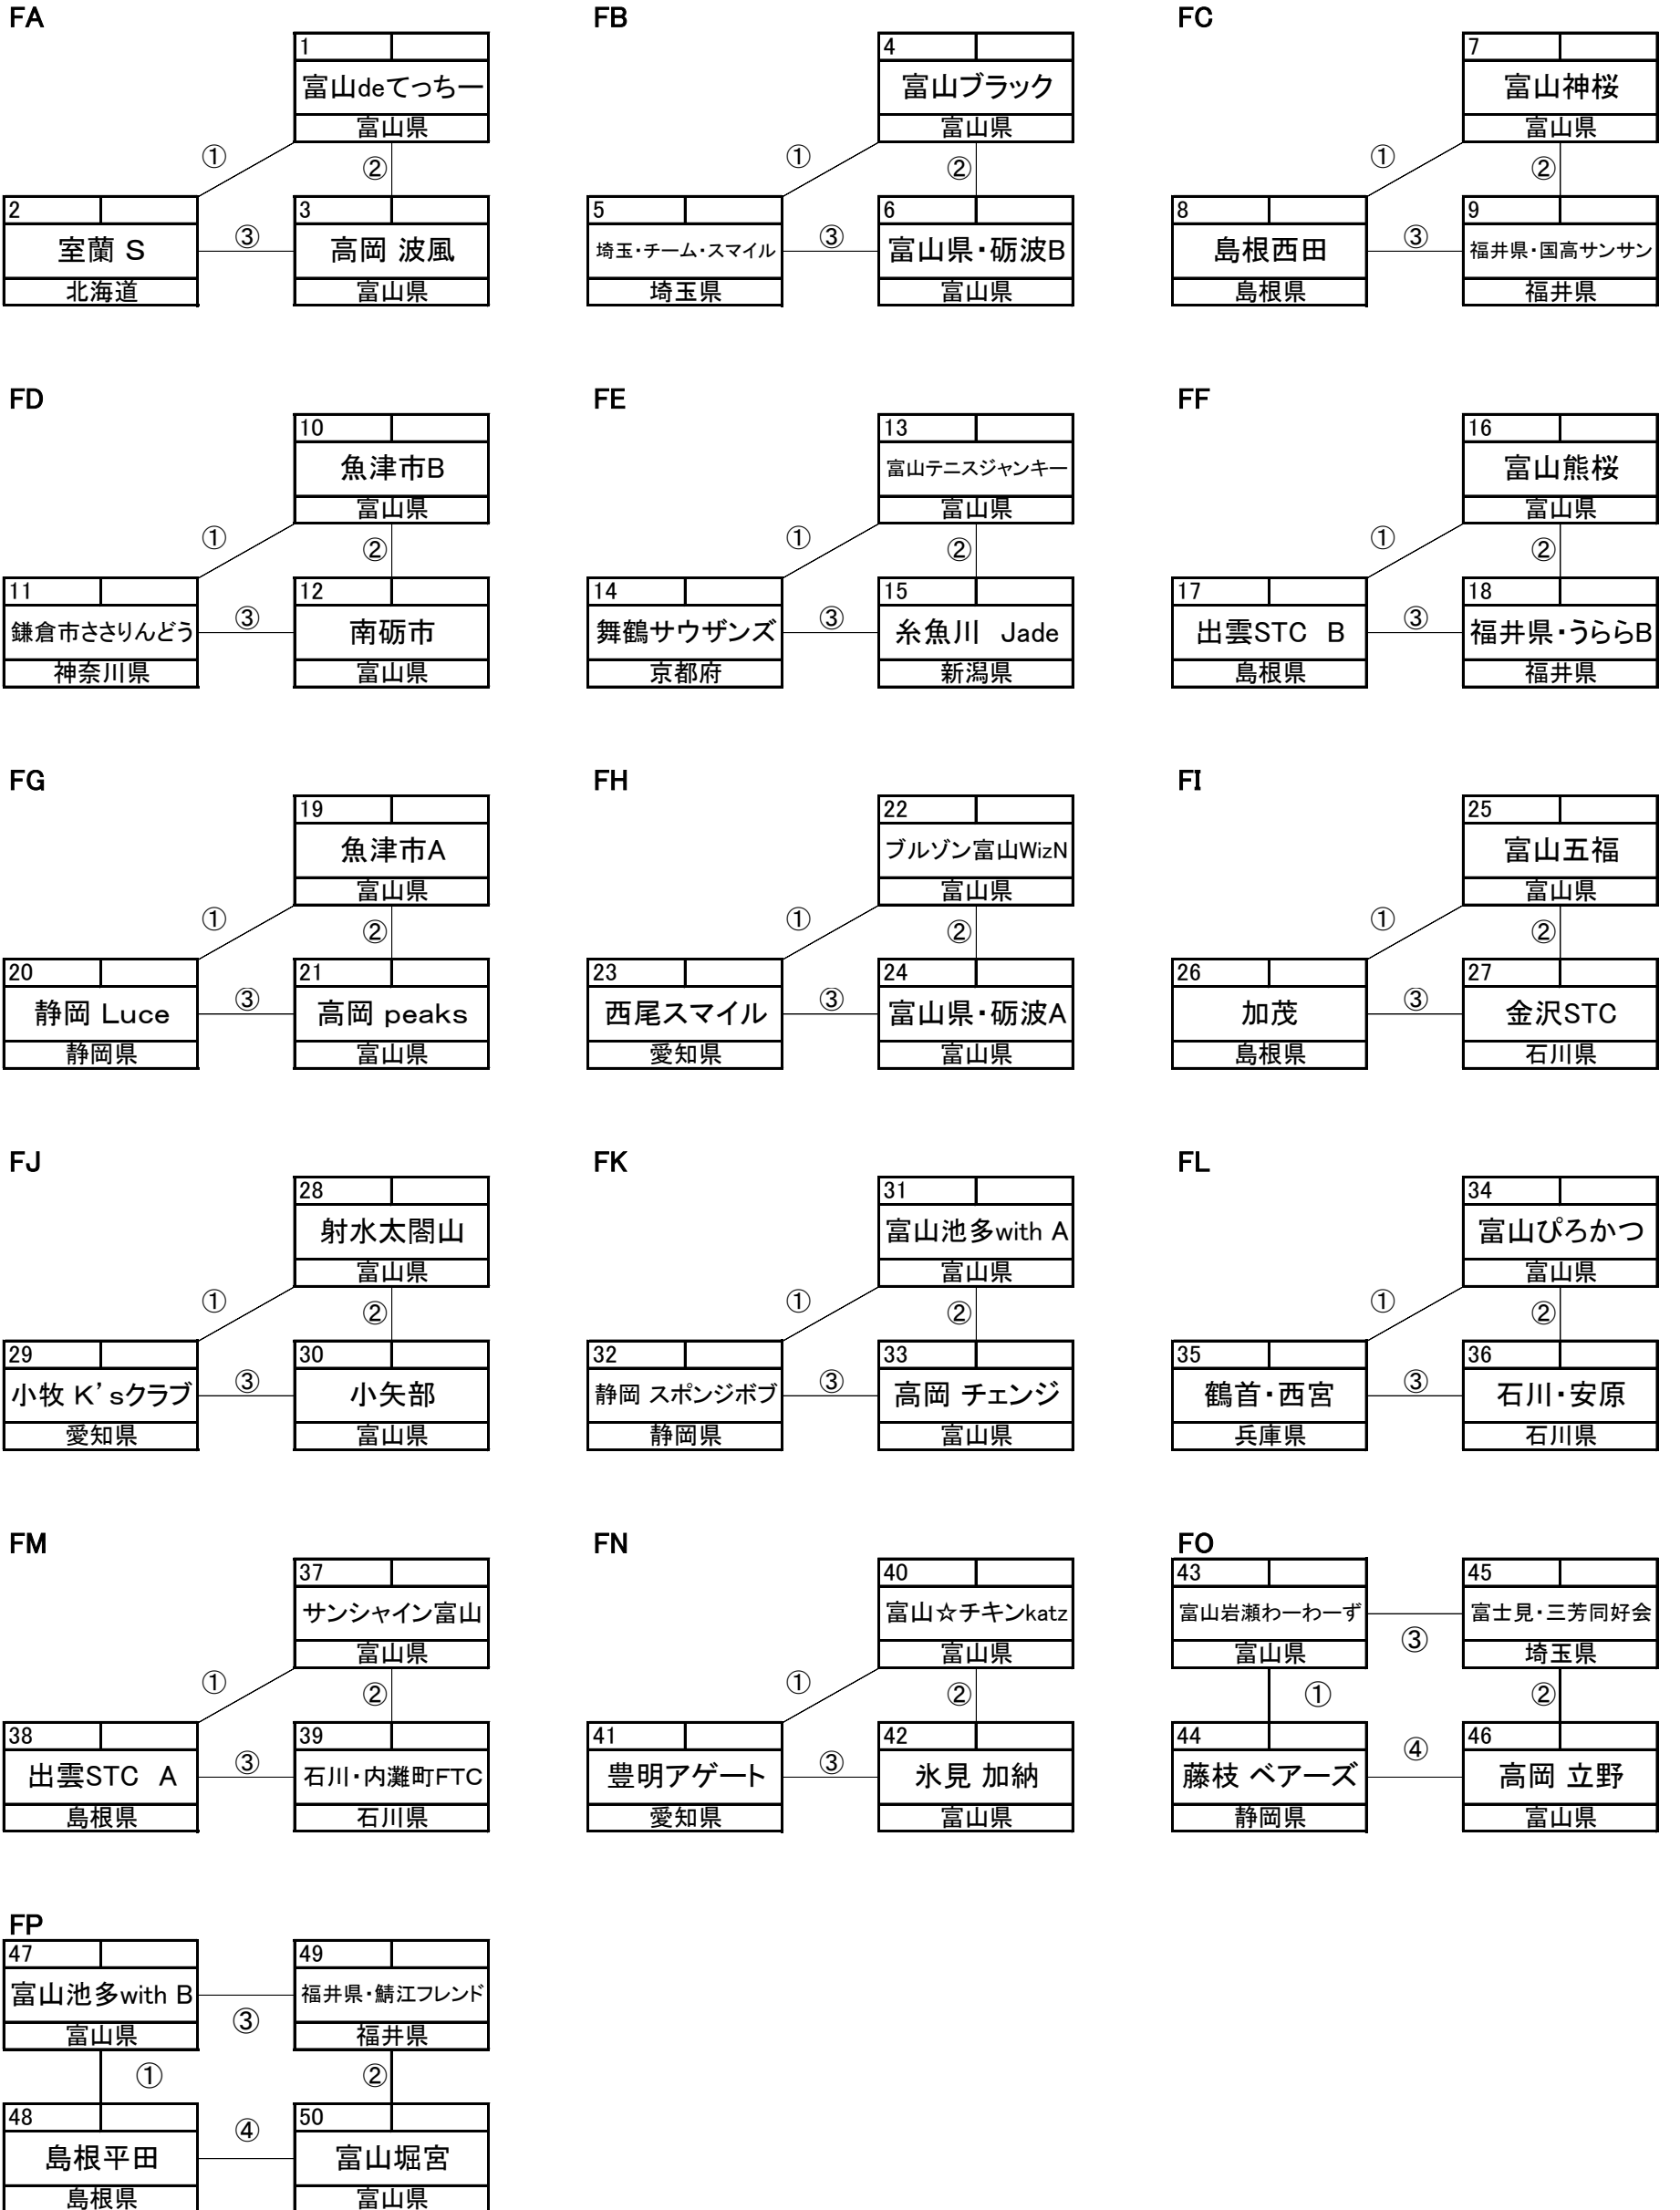 FA
1
富山deてっちー
富山県
①
②
2
室蘭 S
北海道
③
3
高岡 波風
富山県
FB
4
富山ブラック
富山県
①
②
5
埼玉・チーム・スマイル
埼玉県
③
6
富山県・砺波B
富山県
FC
7
富山神桜
富山県
①
②
8
島根西田
島根県
③
9
福井県・国高サンサン
福井県
FD
10
魚津市B
富山県
①
②
11
鎌倉市ささりんどう
神奈川県
③
12
南砺市
富山県
FE
13
富山テニスジャンキー
富山県
①
②
14
舞鶴サウザンズ
京都府
③
15
糸魚川　Jade
新潟県
FF
16
富山熊桜
富山県
①
②
17
出雲STC　B
島根県
③
18
福井県・うららB
福井県
FG
19
魚津市A
富山県
①
②
20
静岡 Luce
静岡県
③
21
高岡 peaks
富山県
FH
22
ブルゾン富山WizN
富山県
①
②
23
西尾スマイル
愛知県
③
24
富山県・砺波A
富山県
FI
25
富山五福
富山県
①
②
26
加茂
島根県
③
27
金沢STC
石川県
FJ
28
射水太閤山
富山県
①
②
29
小牧 K’sクラブ
愛知県
③
30
小矢部
富山県
FK
31
富山池多with A
富山県
①
②
32
静岡 スポンジボブ
静岡県
③
33
高岡 チェンジ
富山県
FL
34
富山ぴろかつ
富山県
①
②
35
鶴首・西宮
兵庫県
③
36
石川・安原
石川県
FM
37
サンシャイン富山
富山県
①
②
38
出雲STC　A
島根県
③
39
石川・内灘町FTC
石川県
FN
40
富山☆チキンkatz
富山県
①
②
41
豊明アゲート
愛知県
③
42
氷見 加納
富山県
FO
43
富山岩瀬わーわーず
富山県
③
45
富士見・三芳同好会
埼玉県
①
②
44
藤枝 ベアーズ
静岡県
④
46
高岡 立野
富山県
FP
47
富山池多with B
富山県
③
49
福井県・鯖江フレンド
福井県
①
②
48
島根平田
島根県
④
50
富山堀宮
富山県